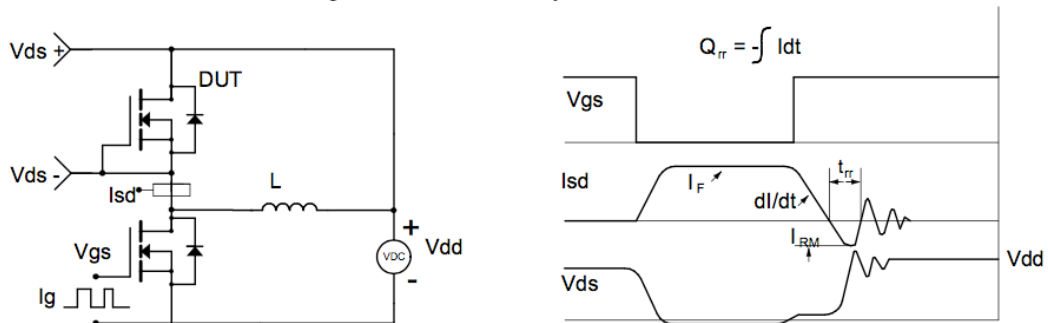 Vds +
DUT
Vds -
Isd
L
Vgs
Ig
+
VDC
-
Vdd
Qrr = -∫ Idt
Vgs
Isd
IF
dI/dt
trr
IRM
Vdd
Vds